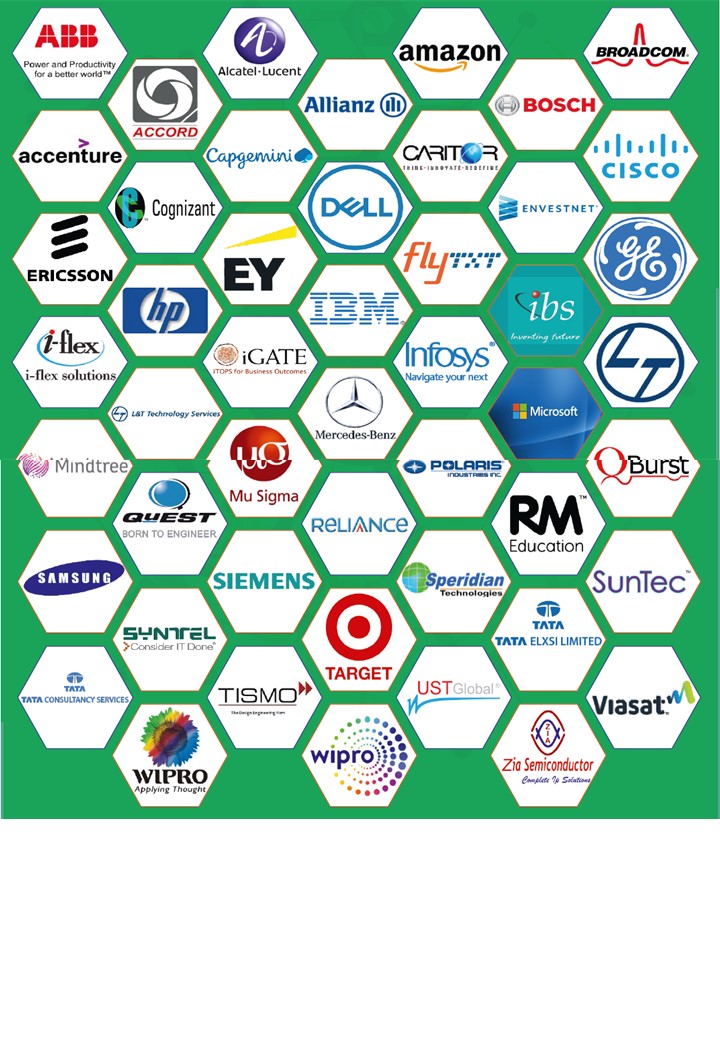 ABB
Power and Productivity
for a better world™
Alcatel·Lucent
amazon
BROADCOM®
ACCORD
Allianz
BOSCH
accenture
Capgemini
CARITOR
THINK-INNOVATE-REDEFINE
CISCO
Cognizant
DELL
ENVESTNET
ERICSSON
EY
flytxt
GE
hp
IBM®
ibs
Inventing future
i-flex
i-flex solutions
iGATE
iTOPS for Business Outcomes
Infosys®
Navigate your next
LT
L&T Technology Services
Mercedes-Benz
Microsoft
Mindtree
μσ
Mu Sigma
POLARIS
INDUSTRIES INC.
QBurst
QuEST
BORN TO ENGINEER
RELIANCE
RM™
Education
SAMSUNG
SIEMENS
Speridian
Technologies
SunTec™
SYNTEL
Consider IT Done
TARGET
TATA
TATA ELXSI LIMITED
TATA
TATA CONSULTANCY SERVICES
TISMO
The Design Engineering Firm
UST Global®
Viasat
WIPRO
Applying Thought
wipro
ZIA
Zia Semiconductor
Complete Ip Solutions